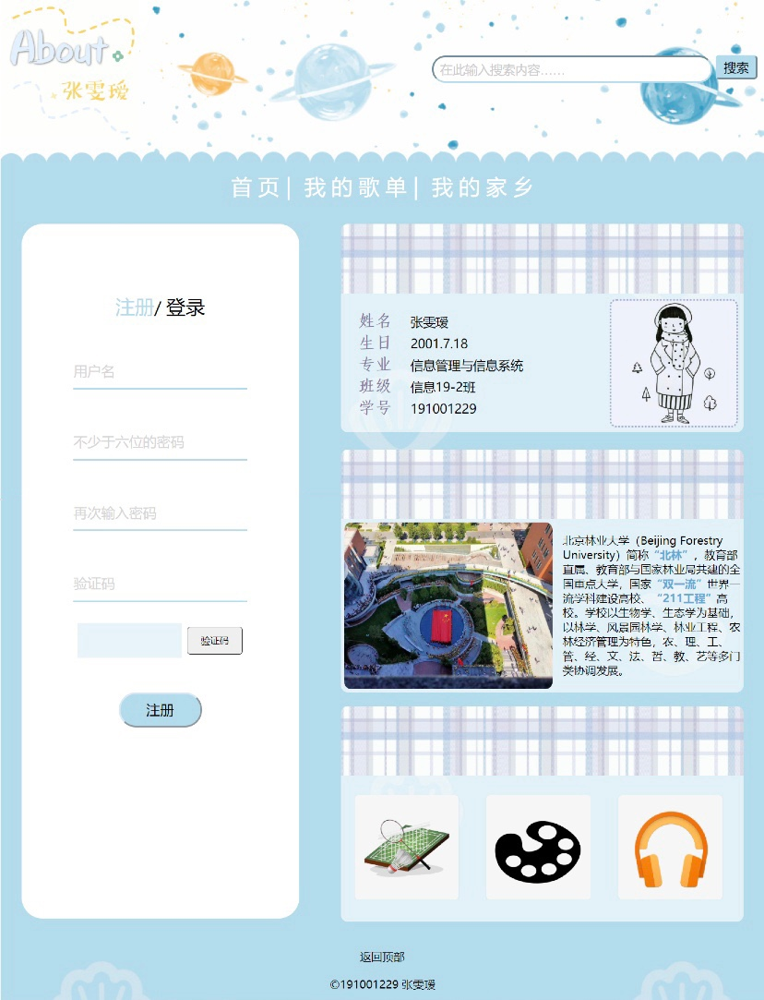 About
张雯瑷
在此输入搜索内容……
搜索
首页| 我的歌单| 我的家乡
注册/ 登录
用户名
不少于六位的密码
再次输入密码
验证码
验证码
注册
姓名 张雯瑷
生日 2001.7.18
专业 信息管理与信息系统
班级 信息19-2班
学号 191001229
北京林业大学（Beijing Forestry
University）简称“北林”，教育部
直属、教育部与国家林业局共建的全
国重点大学，国家“双一流”世界一
流学科建设高校、“211工程”高
校。学校以生物学、生态学为基础，
以林学、风景园林学、林业工程、农
林经济管理为特色，农、理、工、
管、经、文、法、哲、教、艺等多门
类协调发展。
返回顶部
©191001229 张雯瑷